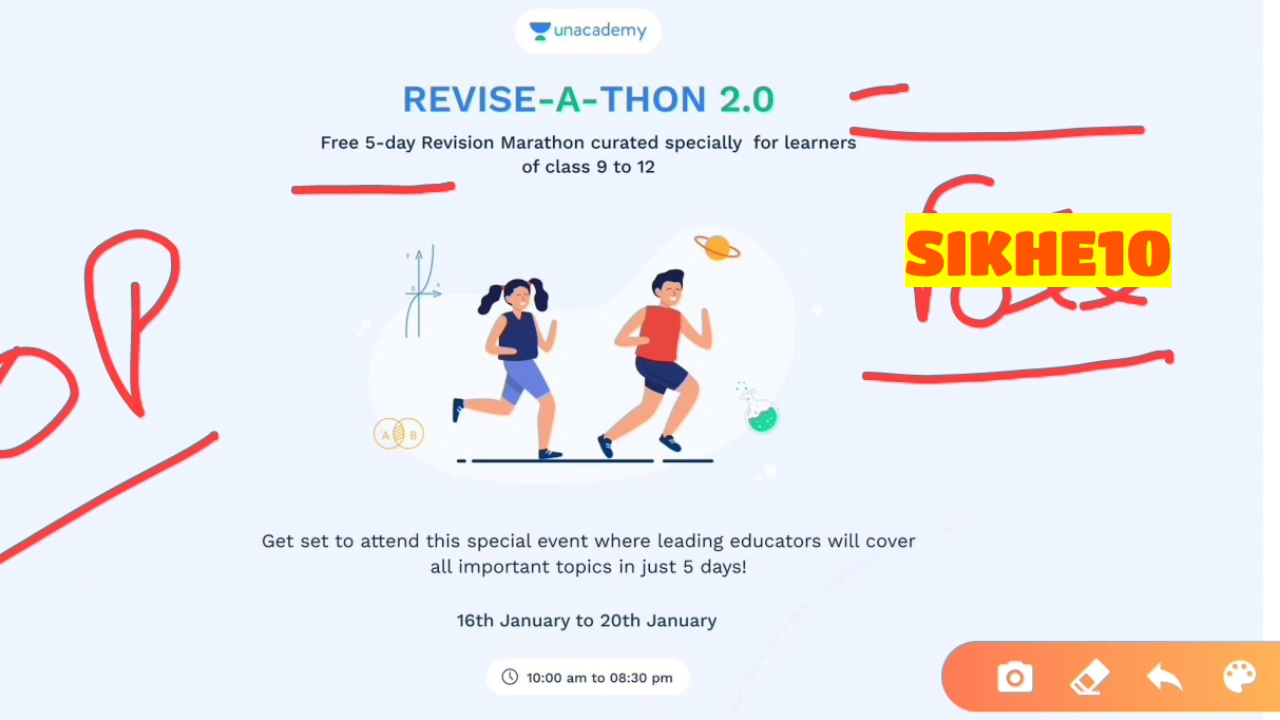 unacademy
REVISE-A-THON 2.0
Free 5-day Revision Marathon curated specially for learners
of class 9 to 12
SIKHE10
y
x
0
A B
P
Get set to attend this special event where leading educators will cover
all important topics in just 5 days!
16th January to 20th January
10:00 am to 08:30 pm